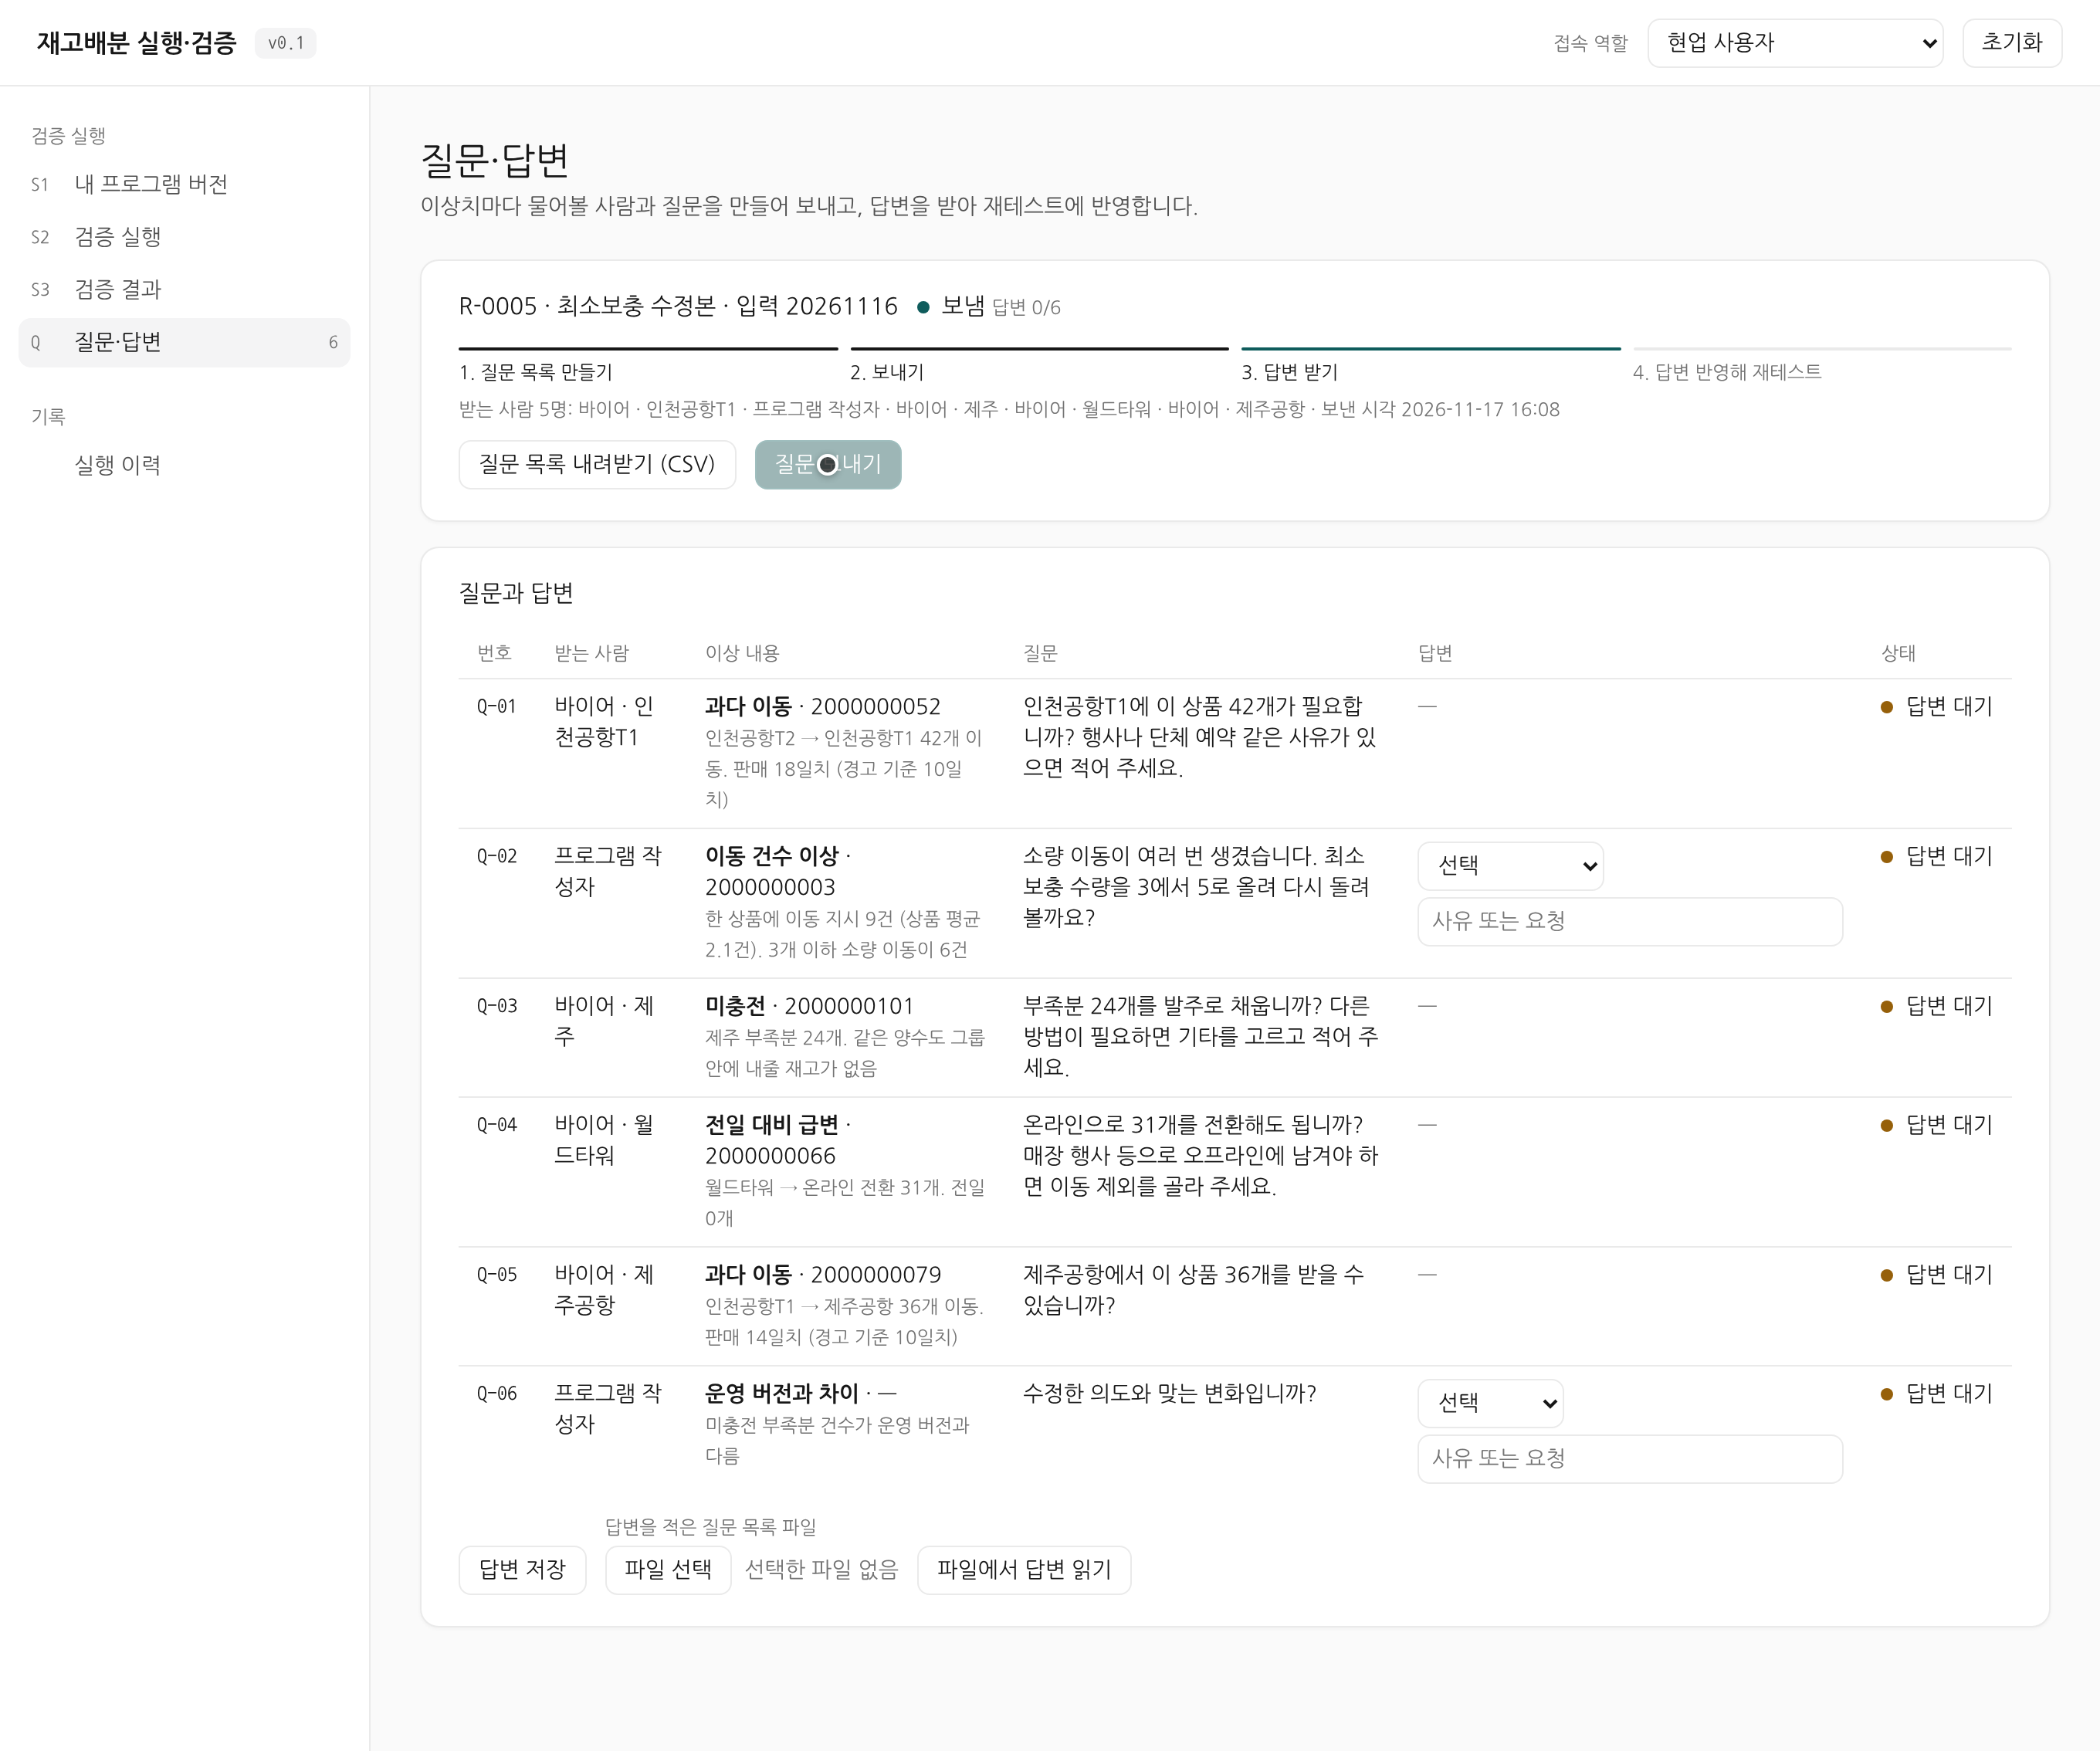 재고배분 실행·검증 v0.1 접속 역할 현업 사용자 초기화
검증 실행
S1 내 프로그램 버전
S2 검증 실행
S3 검증 결과
Q 질문·답변 6
기록
실행 이력
질문·답변
이상치마다 물어볼 사람과 질문을 만들어 보내고, 답변을 받아 재테스트에 반영합니다.
R-0005 · 최소보충 수정본 · 입력 20261116 보냄 답변 0/6
1. 질문 목록 만들기 2. 보내기 3. 답변 받기 4. 답변 반영해 재테스트
받는 사람 5명: 바이어 · 인천공항T1 · 프로그램 작성자 · 바이어 · 제주 · 바이어 · 월드타워 · 바이어 · 제주공항 · 보낸 시각 2026-11-17 16:08
질문 목록 내려받기 (CSV) 질문 내기
질문과 답변
번호 받는 사람 이상 내용 질문 답변 상태
Q-01
바이어 · 인
천공항T1
과다 이동 · 2000000052
인천공항T2 → 인천공항T1 42개 이
동. 판매 18일치 (경고 기준 10일
치)
인천공항T1에 이 상품 42개가 필요합
니까? 행사나 단체 예약 같은 사유가 있
으면 적어 주세요.
—
답변 대기
Q-02
프로그램 작
성자
이동 건수 이상 ·
2000000003
한 상품에 이동 지시 9건 (상품 평균
2.1건). 3개 이하 소량 이동이 6건
소량 이동이 여러 번 생겼습니다. 최소
보충 수량을 3에서 5로 올려 다시 돌려
볼까요?
선택
사유 또는 요청
답변 대기
Q-03
바이어 · 제
주
미충전 · 2000000101
제주 부족분 24개. 같은 양수도 그룹
안에 내줄 재고가 없음
부족분 24개를 발주로 채웁니까? 다른
방법이 필요하면 기타를 고르고 적어 주
세요.
—
답변 대기
Q-04
바이어 · 월
드타워
전일 대비 급변 ·
2000000066
월드타워 → 온라인 전환 31개. 전일
0개
온라인으로 31개를 전환해도 됩니까?
매장 행사 등으로 오프라인에 남겨야 하
면 이동 제외를 골라 주세요.
—
답변 대기
Q-05
바이어 · 제
주공항
과다 이동 · 2000000079
인천공항T1 → 제주공항 36개 이동.
판매 14일치 (경고 기준 10일치)
제주공항에서 이 상품 36개를 받을 수
있습니까?
—
답변 대기
Q-06
프로그램 작
성자
운영 버전과 차이 · —
미충전 부족분 건수가 운영 버전과
다름
수정한 의도와 맞는 변화입니까?
선택
사유 또는 요청
답변 대기
답변을 적은 질문 목록 파일
답변 저장 파일 선택 선택한 파일 없음 파일에서 답변 읽기